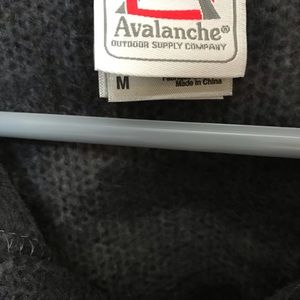 Avalanche®
OUTDOOR SUPPLY COMPANY
M
Made in China